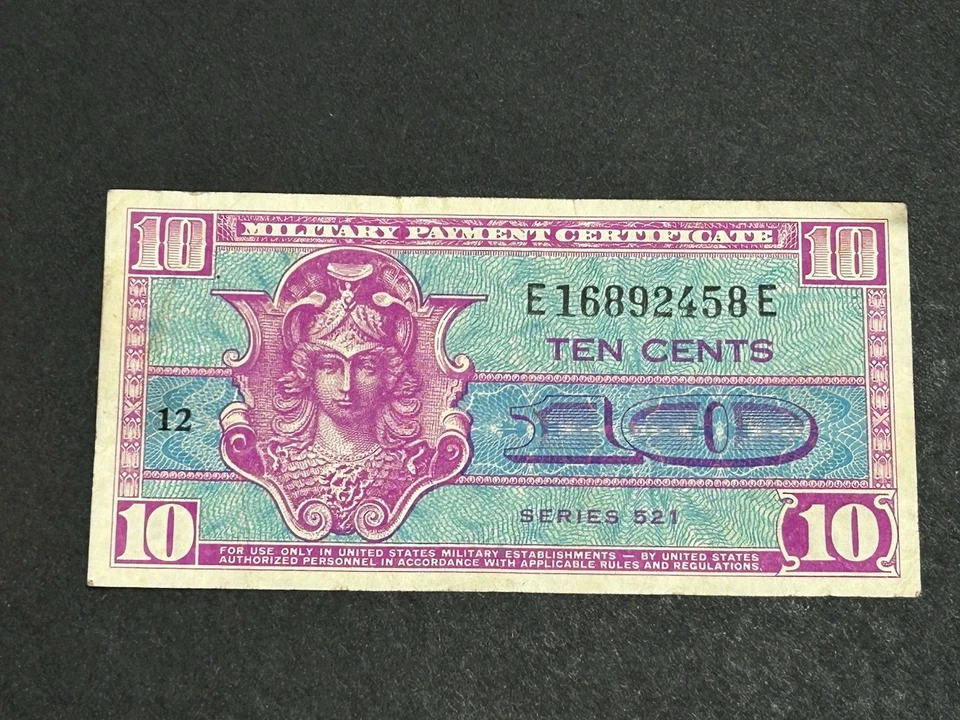 10 MILITARY PAYMENT CERTIFICATE 10
E16892458E
TEN CENTS
12
10
SERIES 521
10 10
FOR USE ONLY IN UNITED STATES MILITARY ESTABLISHMENTS — BY UNITED STATES
AUTHORIZED PERSONNEL IN ACCORDANCE WITH APPLICABLE RULES AND REGULATIONS.